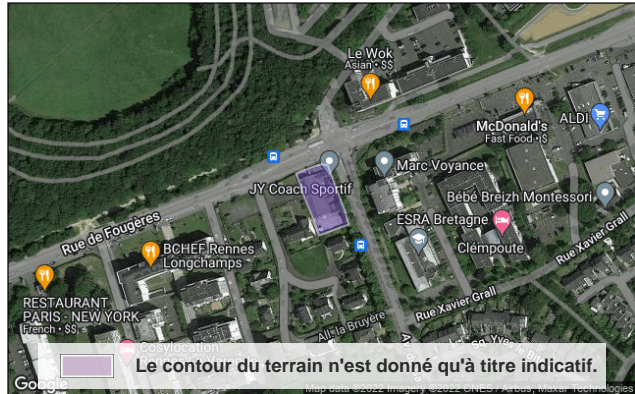 Le Wok
Asian • $$
McDonald's
Fast Food • $
ALDI
Marc Voyance
JY Coach Sportif
Bébé Breizh Montessori
ESRA Bretagne
Clémpoute
Rue de Fougères
BCHEF Rennes
Longchamps
Rue Xavier Grall
RESTAURANT
PARIS - NEW YORK
French • $$
Rue Xavier Grall
All. la Bruyère
Cosylocation
Le contour du terrain n'est donné qu'à titre indicatif.
Google
Map data ©2022 Imagery ©2022 CNES / Airbus, Maxar Technologies